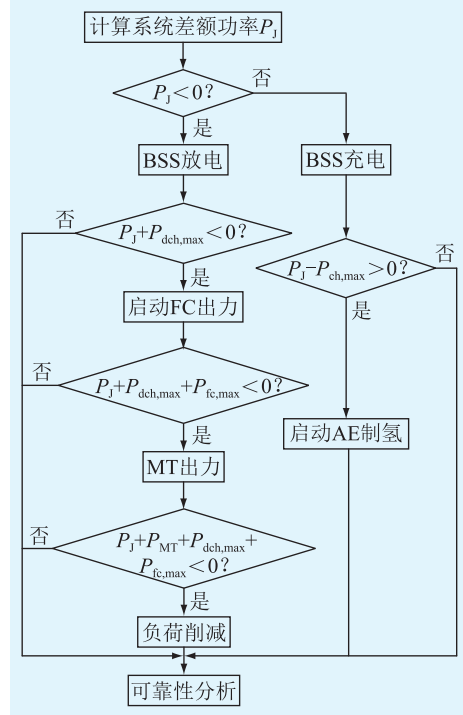 计算系统差额功率P_J
P_J<0?
否
是
BSS放电
BSS充电
否
P_J+P_dch,max<0?
P_J−P_ch,max>0?
否
是
是
启动FC出力
否
P_J+P_dch,max+P_fc,max<0?
是
启动AE制氢
MT出力
否
P_J+P_MT+P_dch,max+
P_fc,max<0?
是
负荷削减
可靠性分析